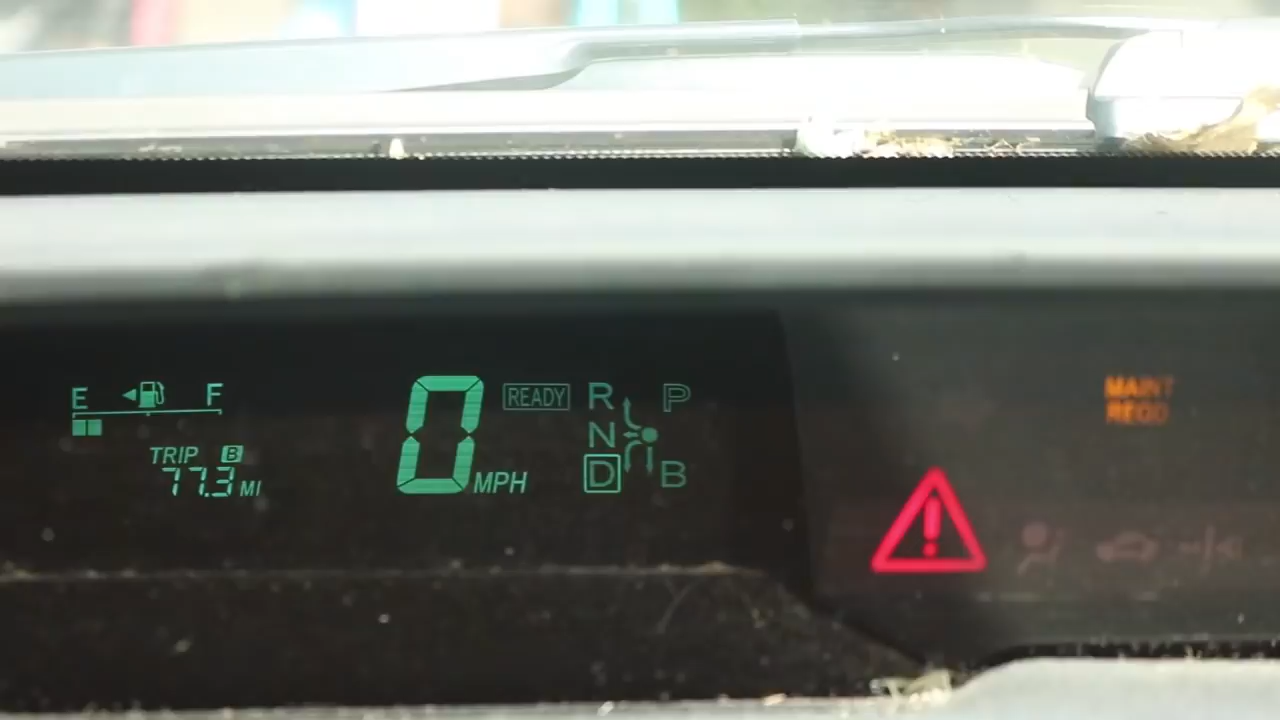 E F
TRIP B
77.3 MI
0 MPH
READY
R P
N
D B
MAINT
REQD